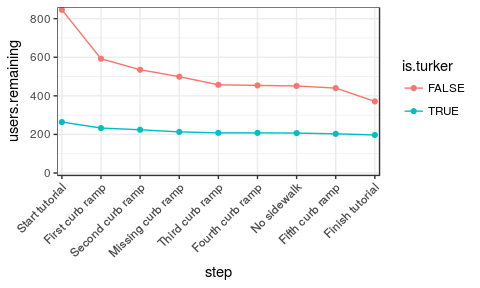 800
600
400
200
0
users.remaining
Start tutorial
First curb ramp
Second curb ramp
Missing curb ramp
Third curb ramp
Fourth curb ramp
No sidewalk
Fifth curb ramp
Finish tutorial
step
is.turker
FALSE
TRUE